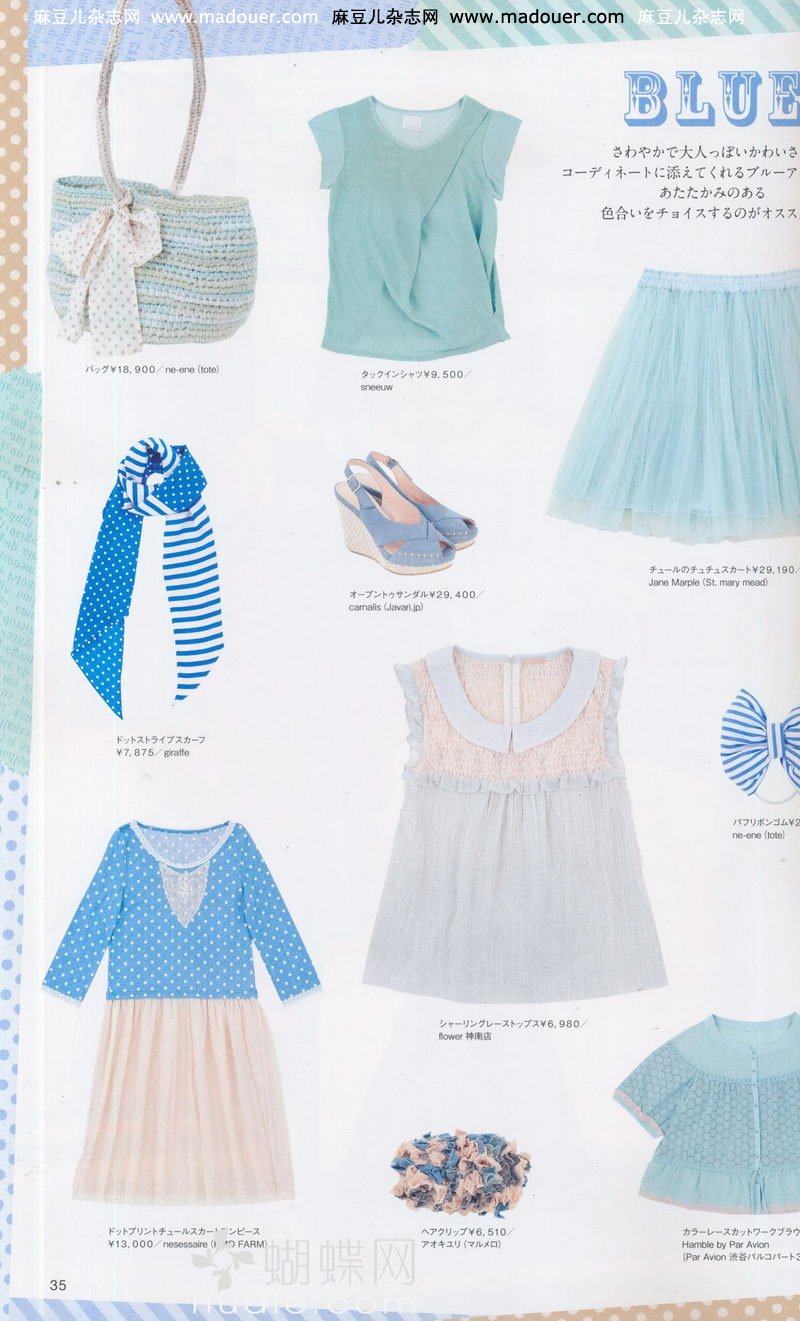 麻豆儿杂志网 www.madouer.com 麻豆儿杂志网 www.madouer.com 麻豆儿杂志网
BLUE
さわやかで大人っぽいかわいさ
コーディネートに添えてくれるブルーア
あたたかみのある
色合いをチョイスするのがオスス
バッグ¥18,900／ne-ene (tote)
タックインシャツ¥9,500／
sneeuw
チュールのチュチュスカート¥29,190／
Jane Marple (St. mary mead)
オープントゥサンダル¥29,400／
carnalis (Javari.jp)
ドットストライプスカーフ
¥7,875／giraffe
パフリボンゴム¥2
ne-ene (tote)
シャーリングレーストップス¥6,980／
flower 神南店
ドットプリントチュールスカートワンピース
¥13,000／nesessaire (HMD FARM)
ヘアクリップ¥6,510／
アオキユリ (マルメロ)
カラーレースカットワークブラウ
Hamble by Par Avion
(Par Avion 渋谷パルコパート3
35
蝴蝶网
hudie.com